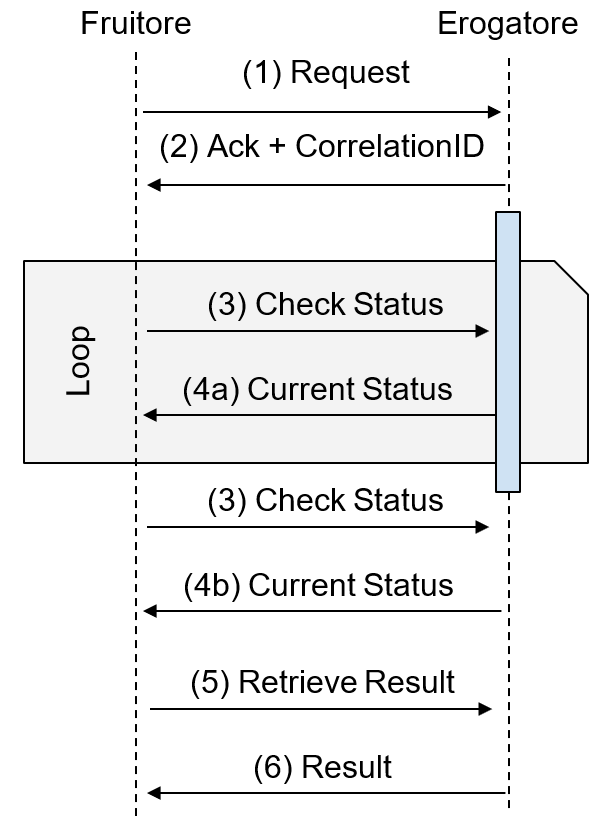 Fruitore
Erogatore
(1) Request
(2) Ack + CorrelationID
(3) Check Status
Loop
(4a) Current Status
(3) Check Status
(4b) Current Status
(5) Retrieve Result
(6) Result